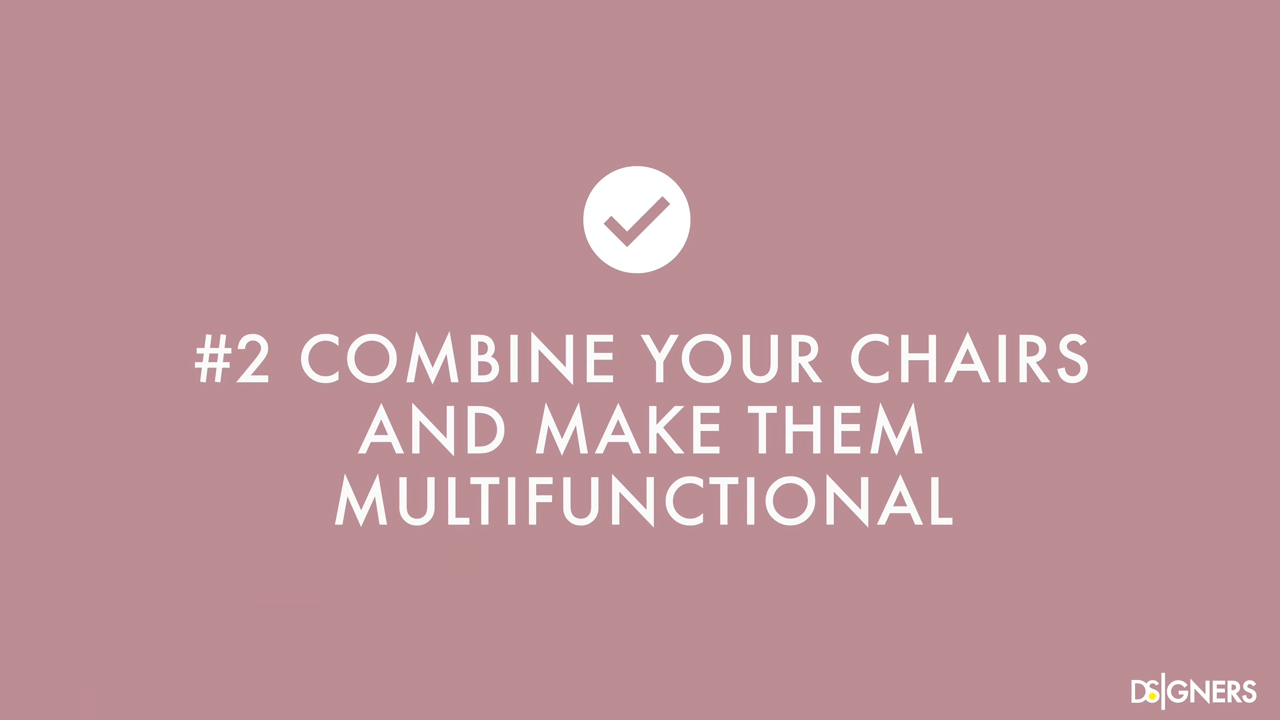 #2 COMBINE YOUR CHAIRS
AND MAKE THEM
MULTIFUNCTIONAL
DS|GNERS